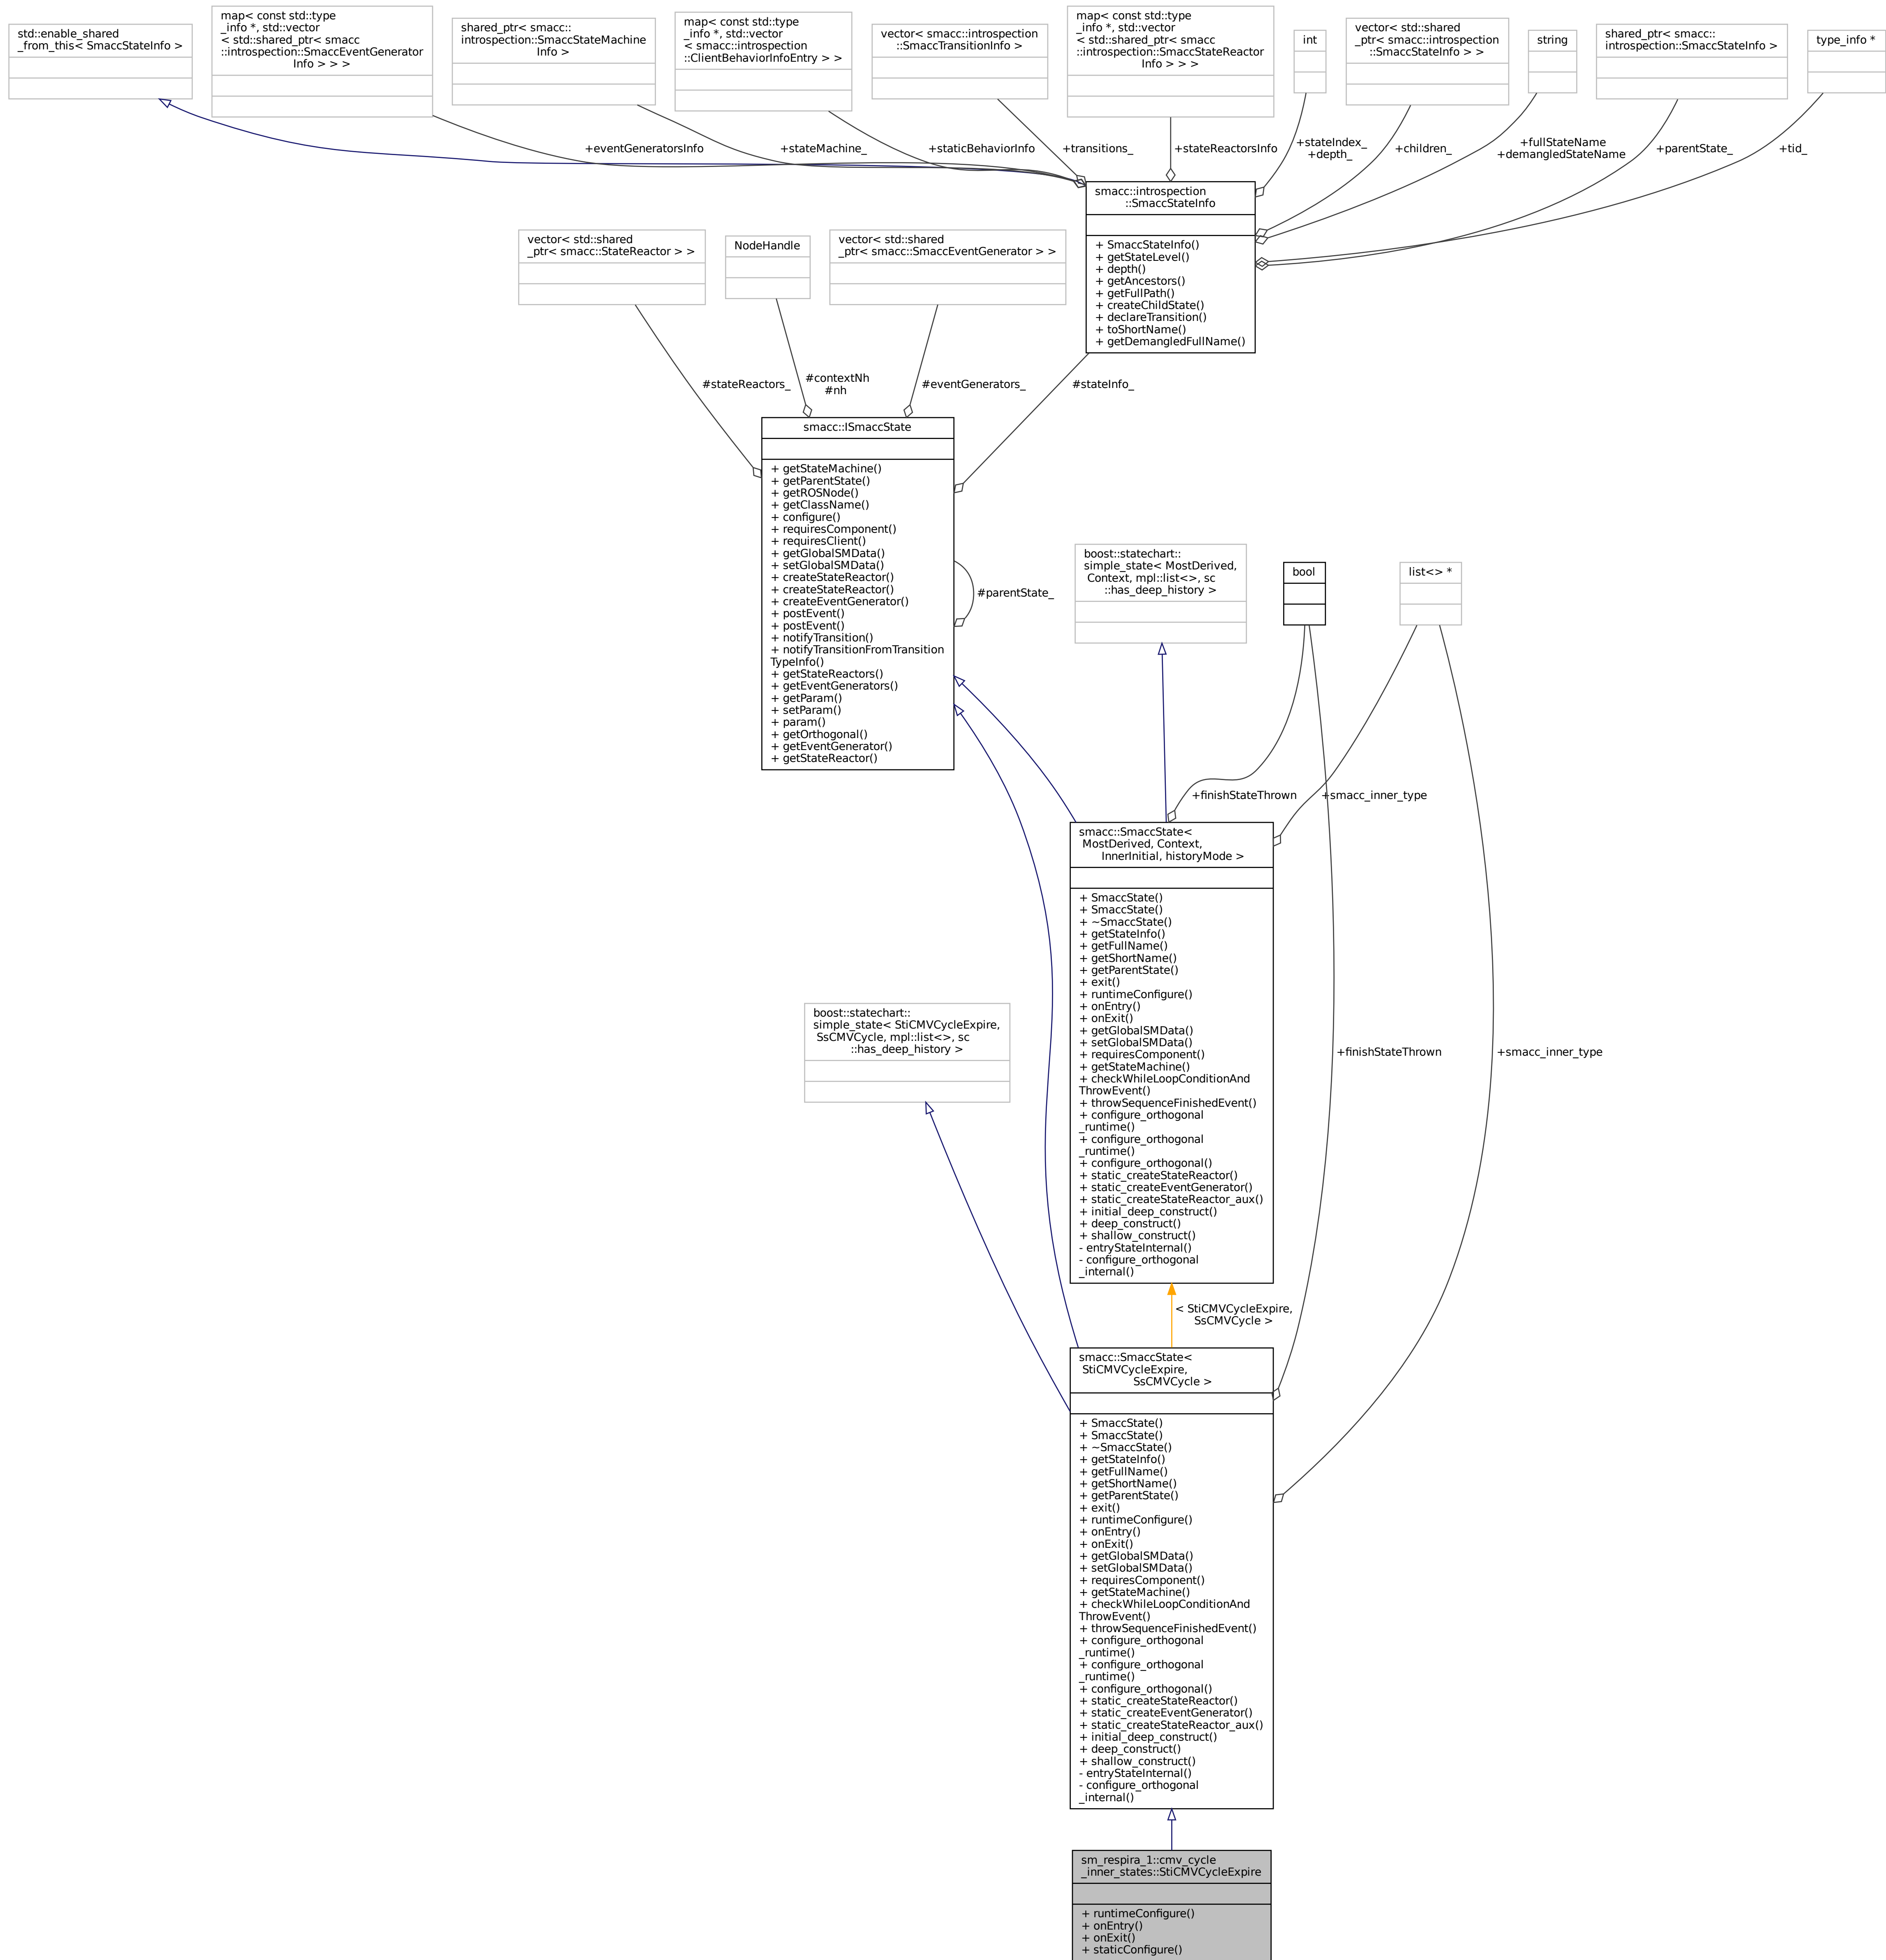 std::enable_shared
_from_this< SmaccStateInfo >
map< const std::type
_info *, std::vector
< std::shared_ptr< smacc
::introspection::SmaccEventGenerator
Info > > >
shared_ptr< smacc::
introspection::SmaccStateMachine
Info >
map< const std::type
_info *, std::vector
< smacc::introspection
::ClientBehaviorInfoEntry > >
vector< smacc::introspection
::SmaccTransitionInfo >
map< const std::type
_info *, std::vector
< std::shared_ptr< smacc
::introspection::SmaccStateReactor
Info > > >
int
vector< std::shared
_ptr< smacc::introspection
::SmaccStateInfo > >
string
shared_ptr< smacc::
introspection::SmaccStateInfo >
type_info *
+eventGeneratorsInfo
+stateMachine_
+staticBehaviorInfo
+transitions_
+stateReactorsInfo
+stateIndex_
+depth_
+children_
+fullStateName
+demangledStateName
+parentState_
+tid_
smacc::introspection
::SmaccStateInfo
+ SmaccStateInfo()
+ getStateLevel()
+ depth()
+ getAncestors()
+ getFullPath()
+ createChildState()
+ declareTransition()
+ toShortName()
+ getDemangledFullName()
vector< std::shared
_ptr< smacc::StateReactor > >
NodeHandle
vector< std::shared
_ptr< smacc::SmaccEventGenerator > >
#stateReactors_
#contextNh
#nh
#eventGenerators_
#stateInfo_
smacc::ISmaccState
+ getStateMachine()
+ getParentState()
+ getROSNode()
+ getClassName()
+ configure()
+ requiresComponent()
+ requiresClient()
+ getGlobalSMData()
+ setGlobalSMData()
+ createStateReactor()
+ createStateReactor()
+ createEventGenerator()
+ postEvent()
+ postEvent()
+ notifyTransition()
+ notifyTransitionFromTransition
TypeInfo()
+ getStateReactors()
+ getEventGenerators()
+ getParam()
+ setParam()
+ param()
+ getOrthogonal()
+ getEventGenerator()
+ getStateReactor()
#parentState_
boost::statechart::
simple_state< MostDerived,
Context, mpl::list<>, sc
::has_deep_history >
bool
list<> *
+finishStateThrown
+smacc_inner_type
smacc::SmaccState<
MostDerived, Context,
InnerInitial, historyMode >
+ SmaccState()
+ SmaccState()
+ ~SmaccState()
+ getStateInfo()
+ getFullName()
+ getShortName()
+ getParentState()
+ exit()
+ runtimeConfigure()
+ onEntry()
+ onExit()
+ getGlobalSMData()
+ setGlobalSMData()
+ requiresComponent()
+ getStateMachine()
+ checkWhileLoopConditionAnd
ThrowEvent()
+ throwSequenceFinishedEvent()
+ configure_orthogonal
_runtime()
+ configure_orthogonal
_runtime()
+ configure_orthogonal()
+ static_createStateReactor()
+ static_createEventGenerator()
+ static_createStateReactor_aux()
+ initial_deep_construct()
+ deep_construct()
+ shallow_construct()
- entryStateInternal()
- configure_orthogonal
_internal()
boost::statechart::
simple_state< StiCMVCycleExpire,
SsCMVCycle, mpl::list<>, sc
::has_deep_history >
+finishStateThrown
+smacc_inner_type
< StiCMVCycleExpire,
SsCMVCycle >
smacc::SmaccState<
StiCMVCycleExpire,
SsCMVCycle >
+ SmaccState()
+ SmaccState()
+ ~SmaccState()
+ getStateInfo()
+ getFullName()
+ getShortName()
+ getParentState()
+ exit()
+ runtimeConfigure()
+ onEntry()
+ onExit()
+ getGlobalSMData()
+ setGlobalSMData()
+ requiresComponent()
+ getStateMachine()
+ checkWhileLoopConditionAnd
ThrowEvent()
+ throwSequenceFinishedEvent()
+ configure_orthogonal
_runtime()
+ configure_orthogonal
_runtime()
+ configure_orthogonal()
+ static_createStateReactor()
+ static_createEventGenerator()
+ static_createStateReactor_aux()
+ initial_deep_construct()
+ deep_construct()
+ shallow_construct()
- entryStateInternal()
- configure_orthogonal
_internal()
sm_respira_1::cmv_cycle
_inner_states::StiCMVCycleExpire
+ runtimeConfigure()
+ onEntry()
+ onExit()
+ staticConfigure()